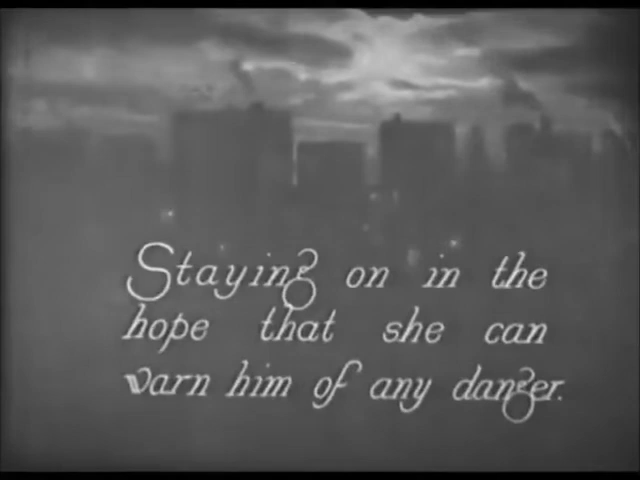 Staying on in the
hope that she can
warn him of any danger.